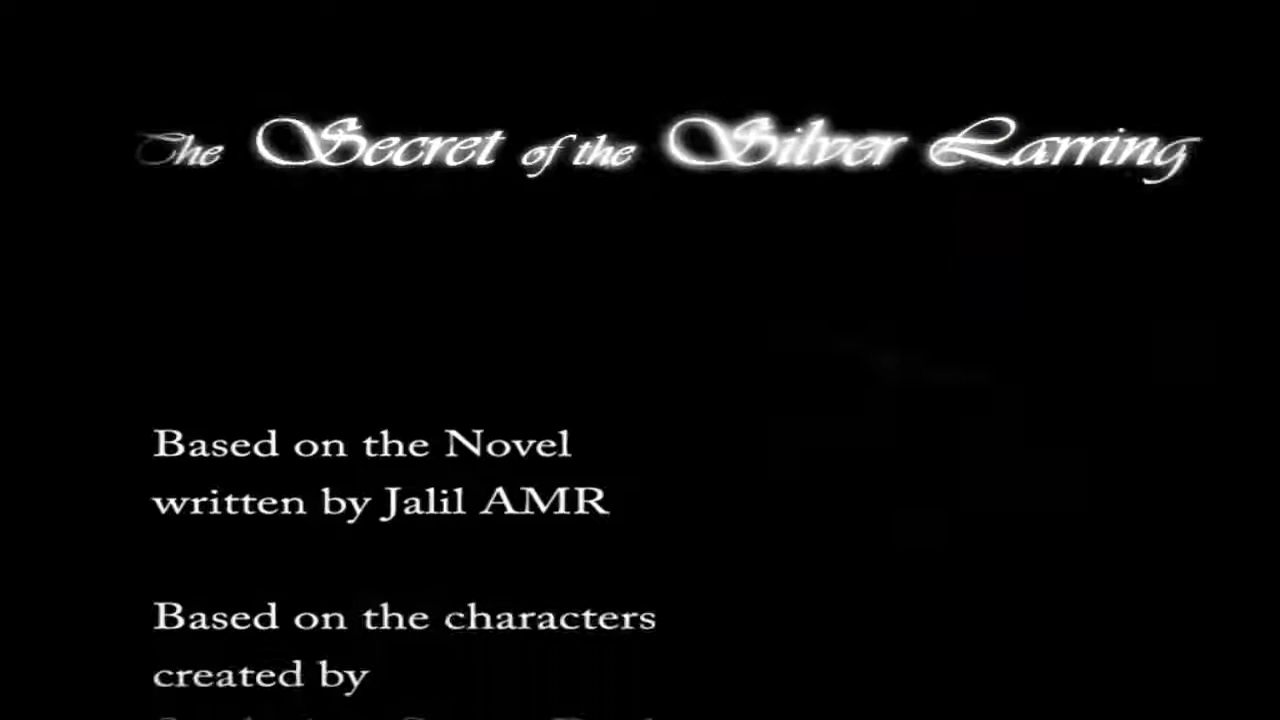 The Secret of the Silver Larring
Based on the Novel
written by Jalil AMR
Based on the characters
created by